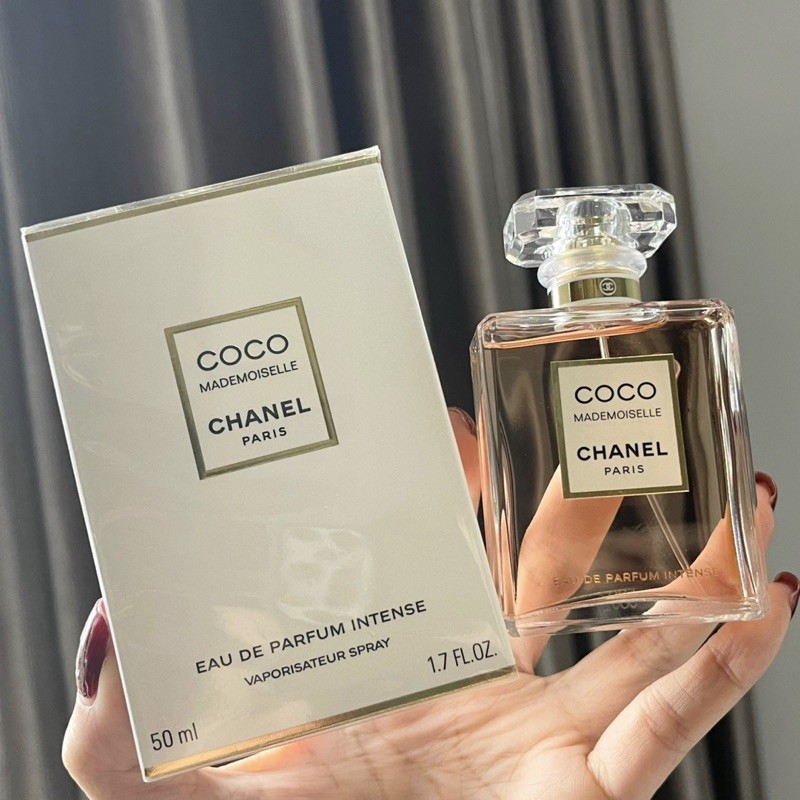 COCO
MADEMOISELLE
CHANEL
PARIS
EAU DE PARFUM INTENSE
VAPORISATEUR SPRAY
50 ml
1.7 FL.OZ.
COCO
MADEMOISELLE
CHANEL
PARIS
EAU DE PARFUM INTENSE